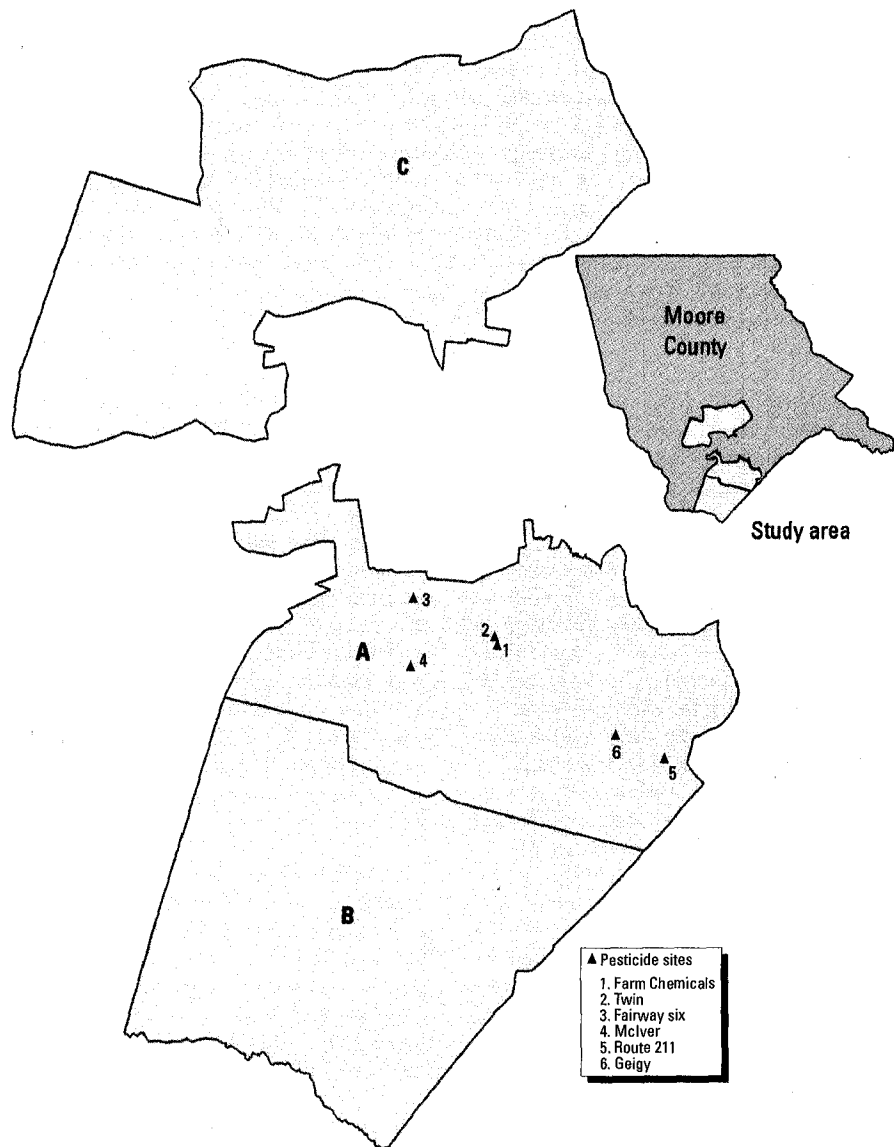 C
Moore
County
Study area
3
2
1
A
4
6
5
B
▲ Pesticide sites
1. Farm Chemicals
2. Twin
3. Fairway six
4. McIver
5. Route 211
6. Geigy